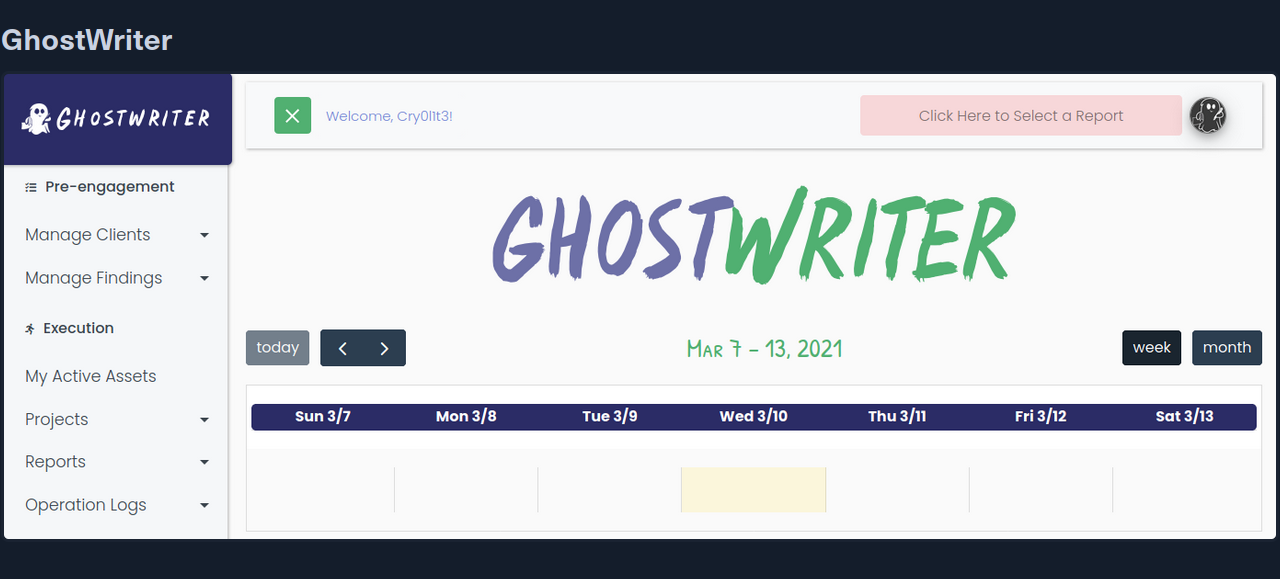 GhostWriter
GHOSTWRITER
Welcome, Cry0l1t3!
Click Here to Select a Report
Pre-engagement
Manage Clients
Manage Findings
Execution
My Active Assets
Projects
Reports
Operation Logs
GHOSTWRITER
today
Mar 7 – 13, 2021
week
month
Sun 3/7 Mon 3/8 Tue 3/9 Wed 3/10 Thu 3/11 Fri 3/12 Sat 3/13